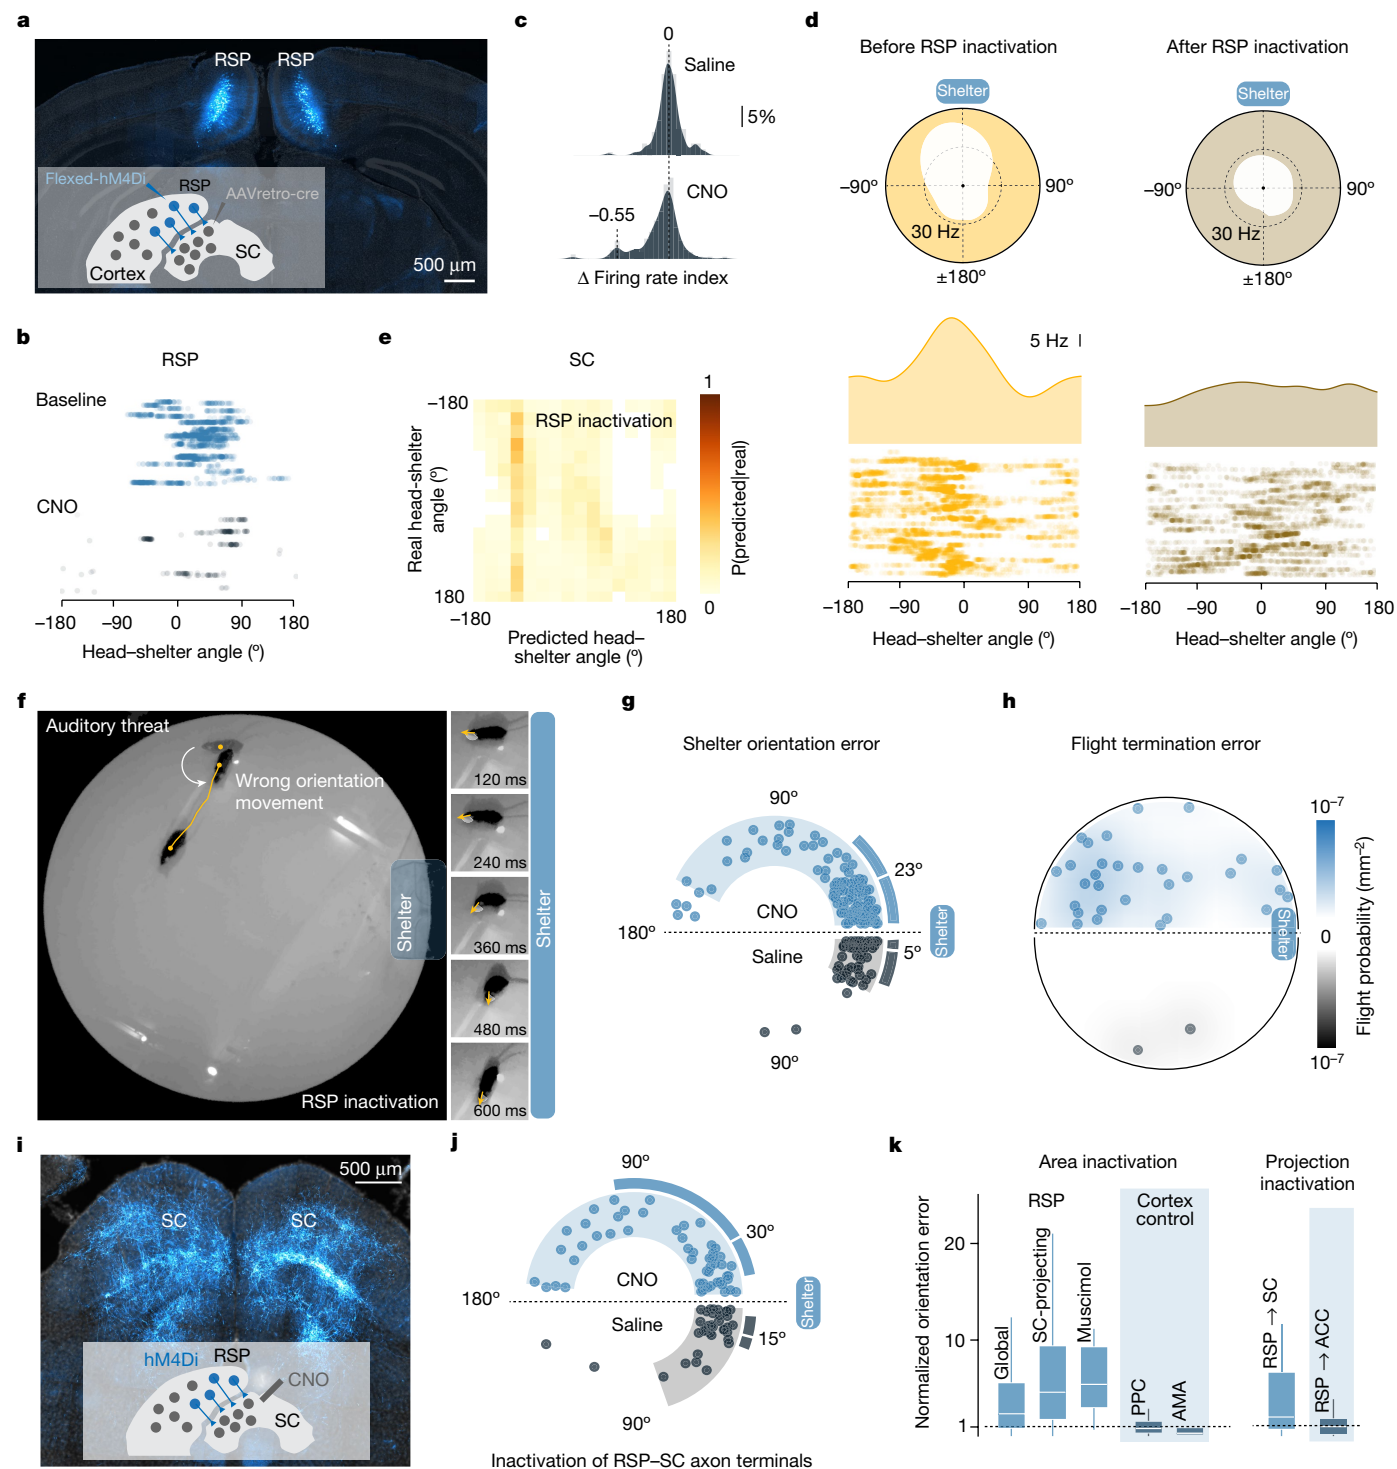 a
RSP
RSP
Flexed-hM4Di
RSP
AAVretro-cre
SC
Cortex
500 µm
b
RSP
Baseline
CNO
−180
−90
0
90
180
Head–shelter angle (º)
c
0
Saline
5%
CNO
−0.55
Δ Firing rate index
d
Before RSP inactivation
After RSP inactivation
Shelter
Shelter
−90º
90º
−90º
90º
30 Hz
30 Hz
±180º
±180º
5 Hz
−180
−90
0
90
180
−180
−90
0
90
180
Head–shelter angle (º)
Head–shelter angle (º)
e
SC
RSP inactivation
−180
180
Real head-shelter
angle (º)
−180
180
Predicted head–
shelter angle (º)
1
0
P(predicted|real)
f
Auditory threat
Wrong orientation
movement
Shelter
RSP inactivation
120 ms
240 ms
360 ms
480 ms
600 ms
Shelter
g
Shelter orientation error
90º
23º
CNO
180º
Saline
5º
Shelter
90º
h
Flight termination error
Shelter
10⁻⁷
0
10⁻⁷
Flight probability (mm⁻²)
i
500 µm
SC
SC
hM4Di
RSP
CNO
SC
j
90º
30º
CNO
180º
Saline
15º
Shelter
90º
Inactivation of RSP–SC axon terminals
k
Area inactivation
Projection
inactivation
RSP
Cortex
control
Normalized orientation error
20
10
1
Global
SC-projecting
Muscimol
PPC
AMA
RSP → SC
RSP → ACC